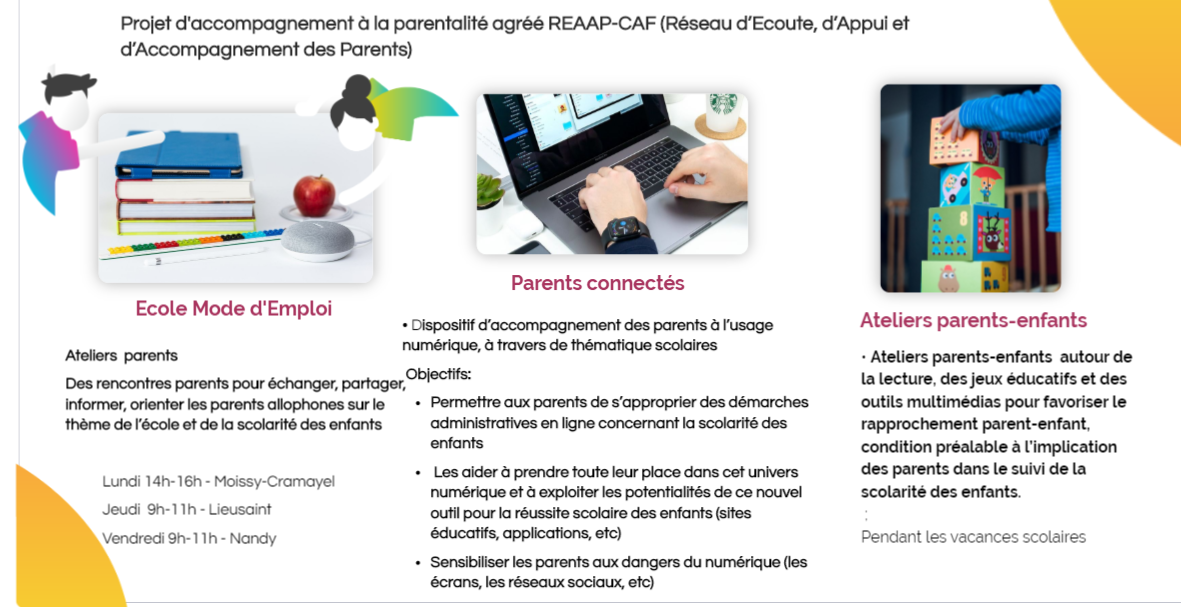 Projet d'accompagnement à la parentalité agréé REAAP-CAF (Réseau d’Ecoute, d’Appui et
d’Accompagnement des Parents)
Ecole Mode d'Emploi
Ateliers parents
Des rencontres parents pour échanger, partager,
informer, orienter les parents allophones sur le
thème de l’école et de la scolarité des enfants
Lundi 14h-16h - Moissy-Cramayel
Jeudi 9h-11h - Lieusaint
Vendredi 9h-11h - Nandy
Parents connectés
• Dispositif d’accompagnement des parents à l’usage
numérique, à travers de thématique scolaires
Objectifs:
• Permettre aux parents de s’approprier des démarches
administratives en ligne concernant la scolarité des
enfants
• Les aider à prendre toute leur place dans cet univers
numérique et à exploiter les potentialités de ce nouvel
outil pour la réussite scolaire des enfants (sites
éducatifs, applications, etc)
• Sensibiliser les parents aux dangers du numérique (les
écrans, les réseaux sociaux, etc)
8
Ateliers parents-enfants
• Ateliers parents-enfants autour de
la lecture, des jeux éducatifs et des
outils multimédias pour favoriser le
rapprochement parent-enfant,
condition préalable à l’implication
des parents dans le suivi de la
scolarité des enfants.
:
Pendant les vacances scolaires